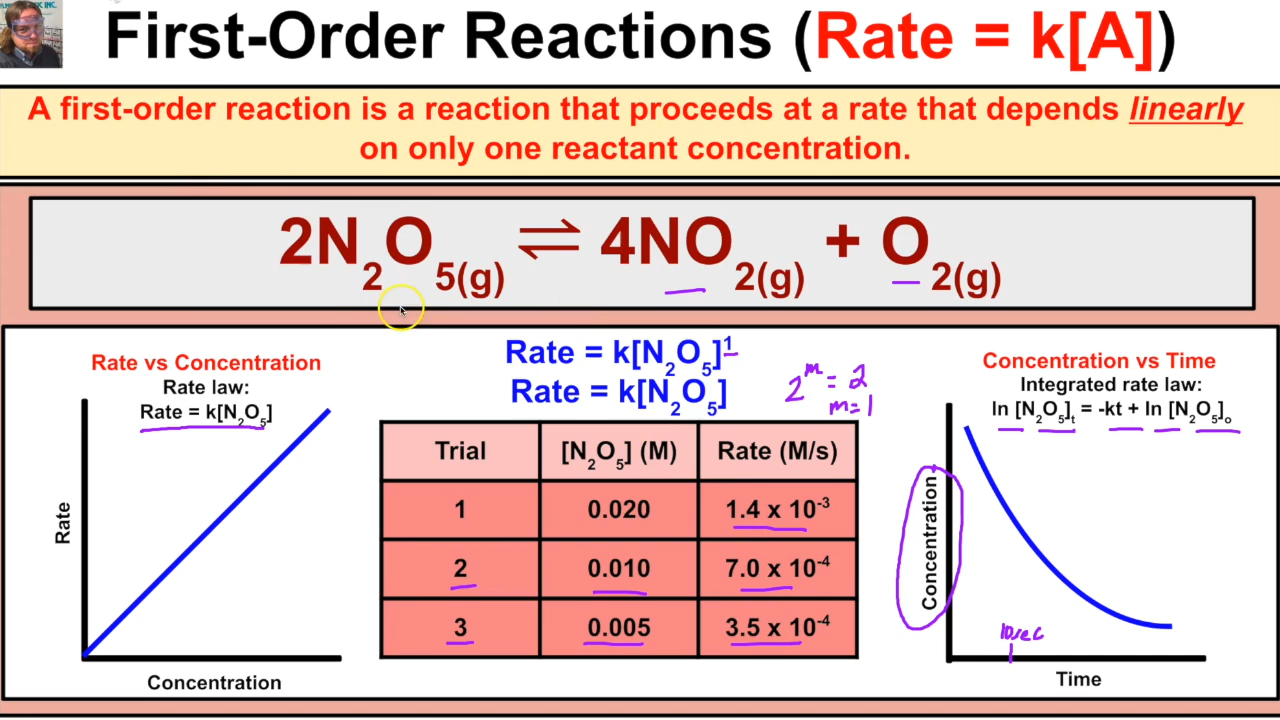 First-Order Reactions (Rate = k[A])
A first-order reaction is a reaction that proceeds at a rate that depends linearly
on only one reactant concentration.
2N₂O₅(g) ⇌ 4NO₂(g) + O₂(g)
Rate vs Concentration
Rate law:
Rate = k[N₂O₅]
Rate
Concentration
Rate = k[N₂O₅]¹
Rate = k[N₂O₅]
2ᵐ = 2
m=1
Trial [N₂O₅] (M) Rate (M/s)
1 0.020 1.4 x 10⁻³
2 0.010 7.0 x 10⁻⁴
3 0.005 3.5 x 10⁻⁴
Concentration vs Time
Integrated rate law:
ln [N₂O₅]ₜ = -kt + ln [N₂O₅]₀
Concentration
10sec
Time